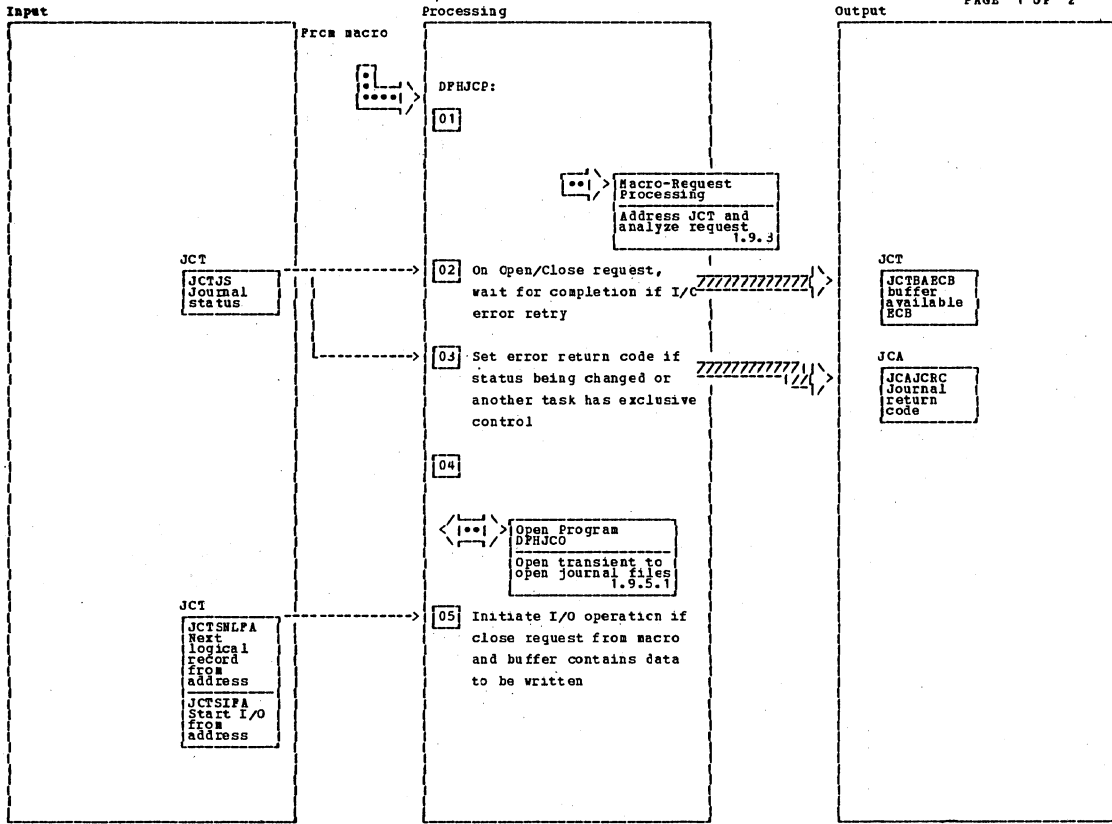 PAGE 1 OF 2
Input
Processing
Output
From macro
DFHJCP:
01
Macro-Request
Processing
Address JCT and
analyze request
1.9.3
JCT
JCTJS
Journal
status
02 On Open/Close request,
wait for completion if I/O
error retry
JCT
JCTBAECB
buffer
available
ECB
03 Set error return code if
status being changed or
another task has exclusive
control
JCA
JCAJCRC
Journal
return
code
04
Open Program
DFHJCO
Open transient to
open journal files
1.9.5.1
JCT
JCTSNLFA
Next
logical
record
from
address
JCTSIFA
Start I/O
from
address
05 Initiate I/O operation if
close request from macro
and buffer contains data
to be written